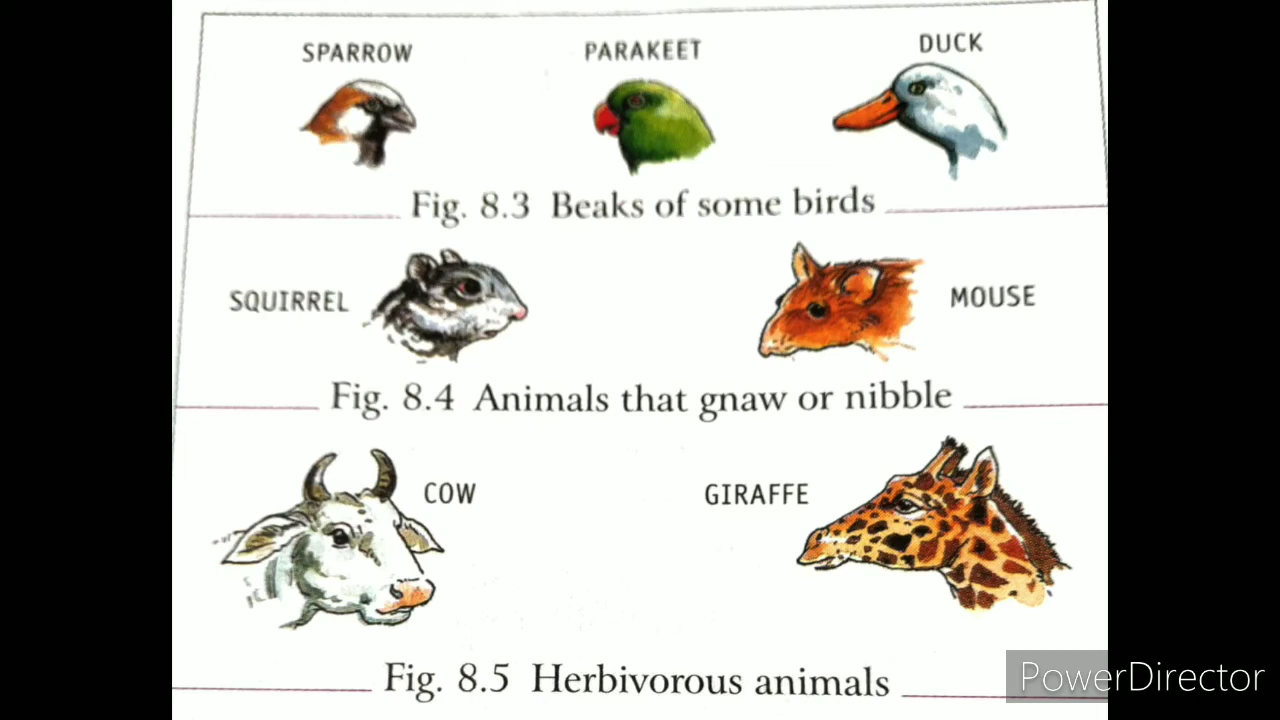 SPARROW PARAKEET DUCK
Fig. 8.3 Beaks of some birds
SQUIRREL MOUSE
Fig. 8.4 Animals that gnaw or nibble
COW GIRAFFE
Fig. 8.5 Herbivorous animals
PowerDirector